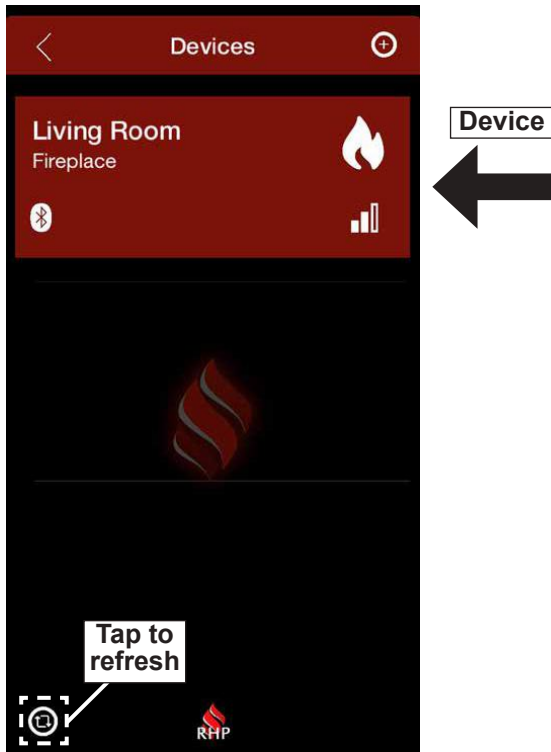 Devices
Living Room
Fireplace
Device
Tap to
refresh
RHP